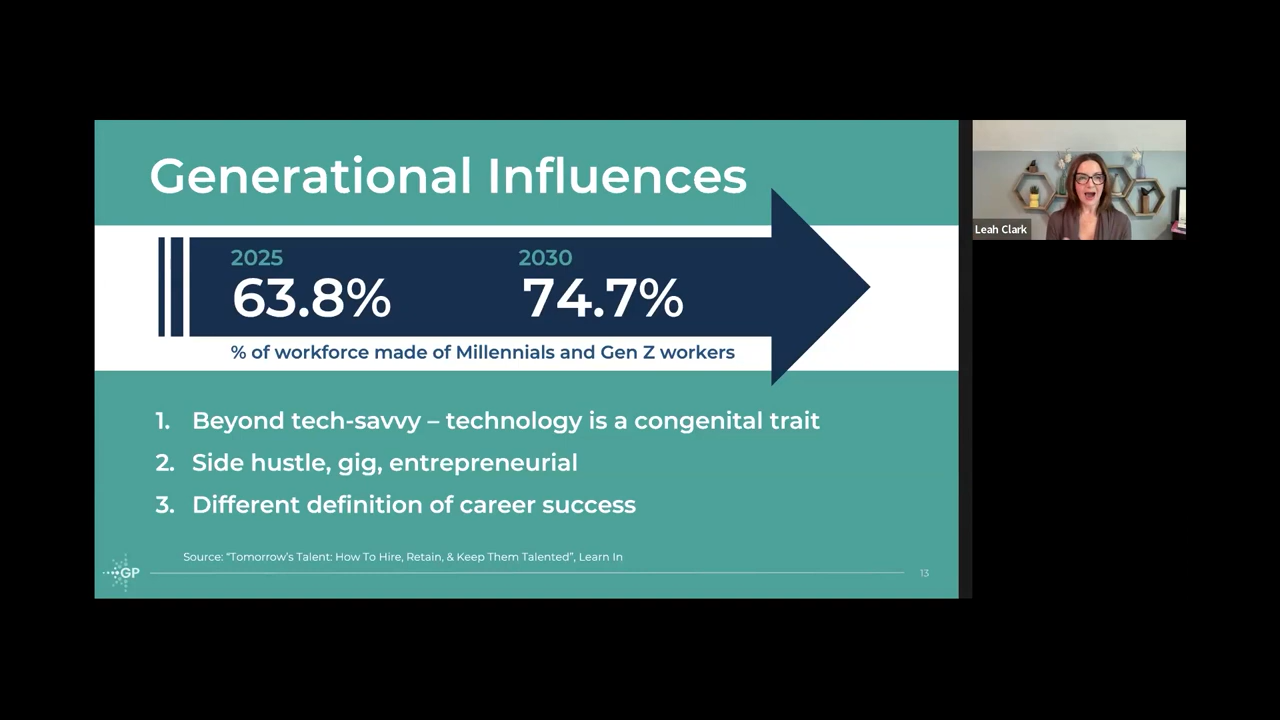 Generational Influences
2025
2030
63.8%
74.7%
% of workforce made of Millennials and Gen Z workers
1. Beyond tech-savvy – technology is a congenital trait
2. Side hustle, gig, entrepreneurial
3. Different definition of career success
Source: “Tomorrow’s Talent: How To Hire, Retain, & Keep Them Talented”, Learn In
GP
13
Leah Clark